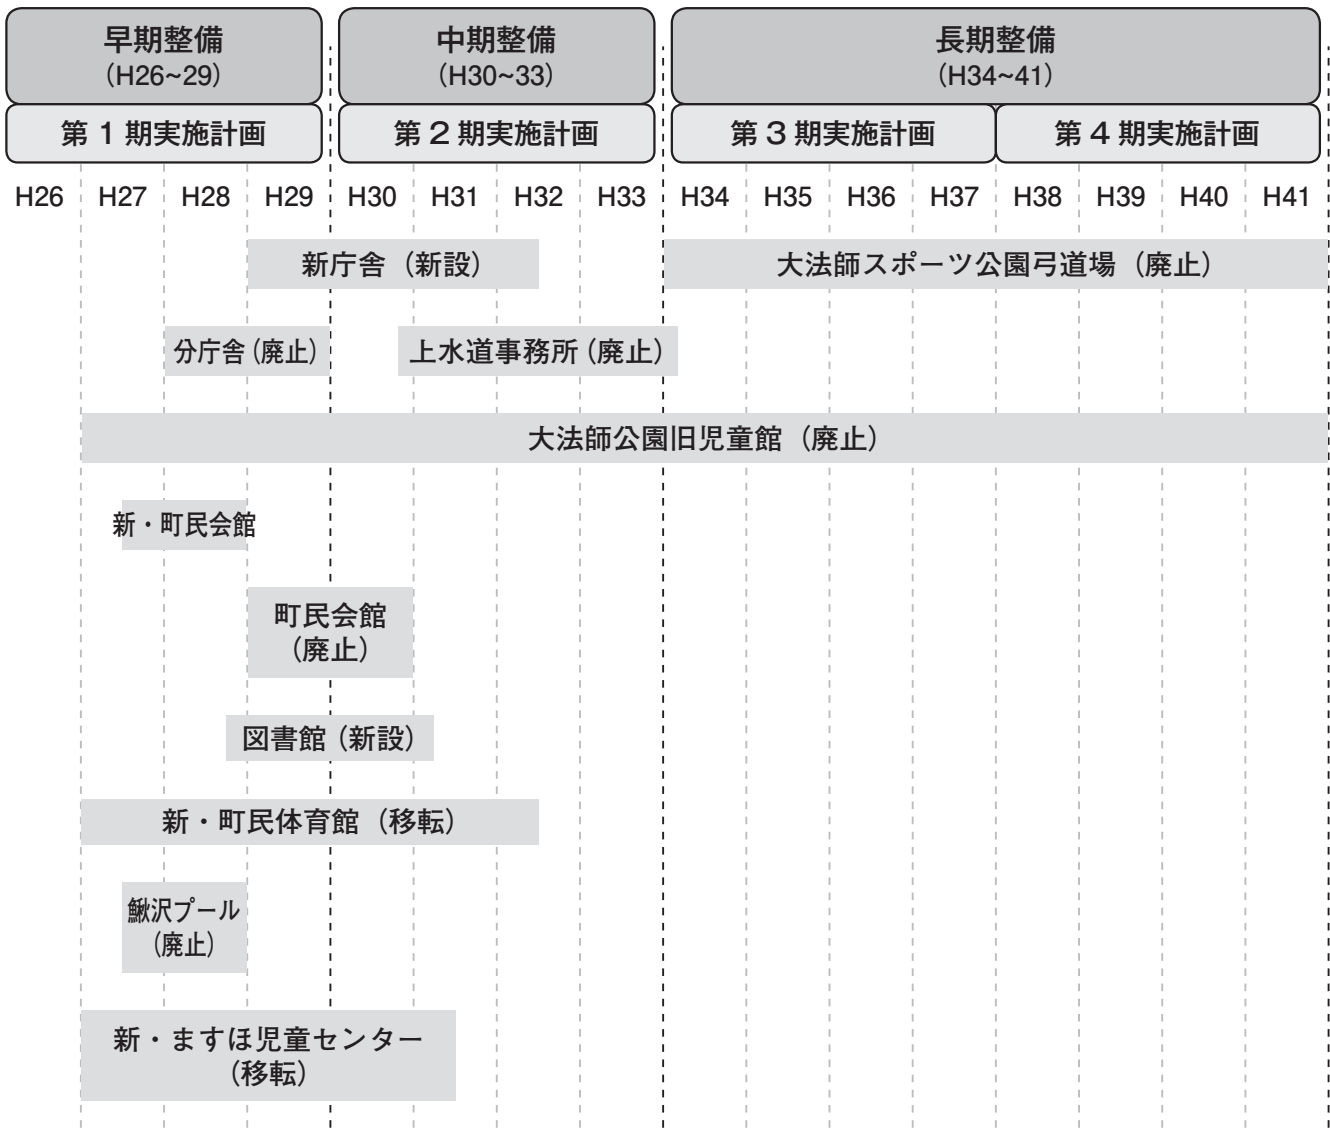 早期整備
（H26~29）
中期整備
（H30~33）
長期整備
（H34~41）
第 1 期実施計画
第 2 期実施計画
第 3 期実施計画
第 4 期実施計画
H26 H27 H28 H29 H30 H31 H32 H33 H34 H35 H36 H37 H38 H39 H40 H41
新庁舎（新設）
大法師スポーツ公園弓道場（廃止）
分庁舎（廃止）
上水道事務所（廃止）
大法師公園旧児童館（廃止）
新・町民会館
町民会館
（廃止）
図書館（新設）
新・町民体育館（移転）
鰍沢プール
（廃止）
新・ますほ児童センター
（移転）